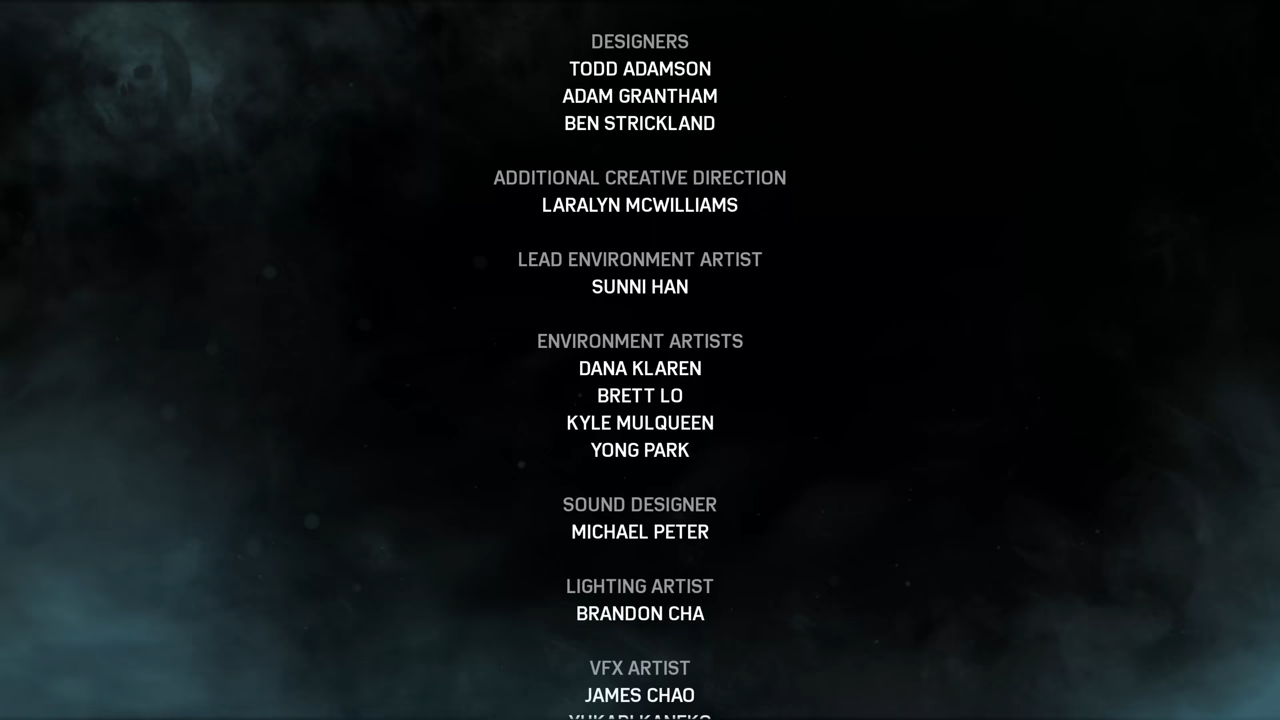 DESIGNERS
TODD ADAMSON
ADAM GRANTHAM
BEN STRICKLAND
ADDITIONAL CREATIVE DIRECTION
LARALYN MCWILLIAMS
LEAD ENVIRONMENT ARTIST
SUNNI HAN
ENVIRONMENT ARTISTS
DANA KLAREN
BRETT LO
KYLE MULQUEEN
YONG PARK
SOUND DESIGNER
MICHAEL PETER
LIGHTING ARTIST
BRANDON CHA
VFX ARTIST
JAMES CHAO